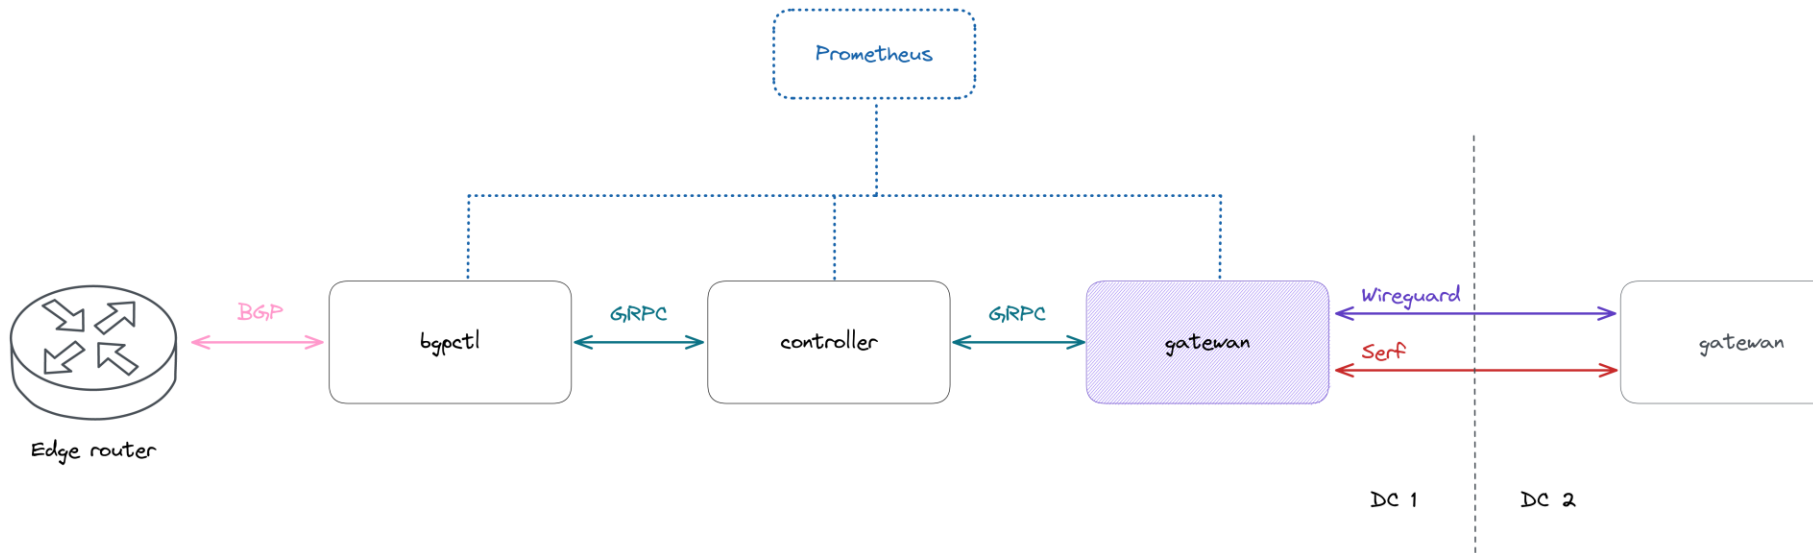 Prometheus
BGP
GRPC
GRPC
Wireguard
Serf
bgpctl
controller
gatewan
gatewan
Edge router
DC 1
DC 2